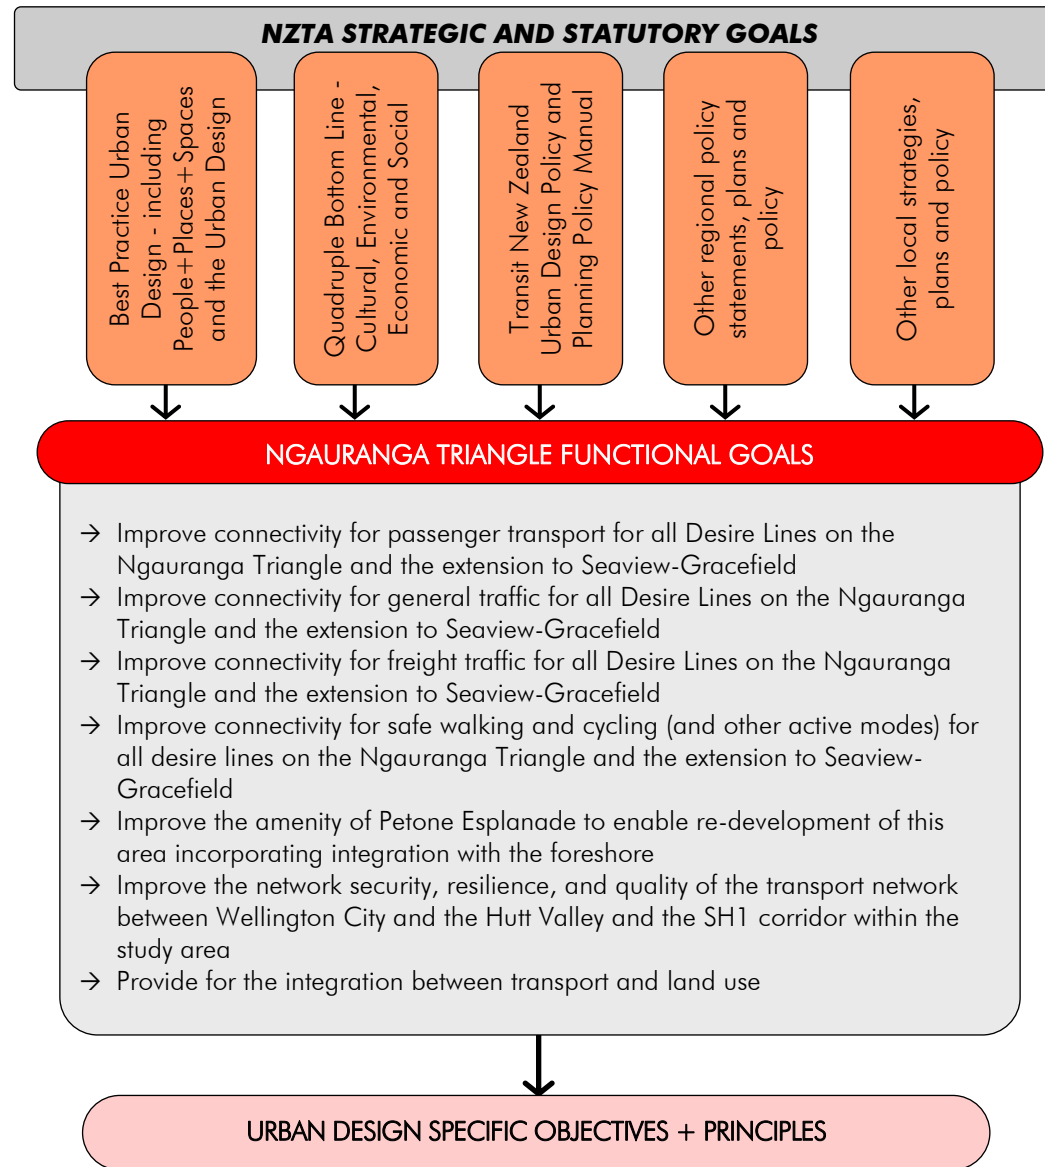 NZTA STRATEGIC AND STATUTORY GOALS
Best Practice Urban
Design - including
People+Places+Spaces
and the Urban Design
Quadruple Bottom Line -
Cultural, Environmental,
Economic and Social
Transit New Zealand
Urban Design Policy and
Planning Policy Manual
Other regional policy
statements, plans and
policy
Other local strategies,
plans and policy
NGAURANGA TRIANGLE FUNCTIONAL GOALS
→ Improve connectivity for passenger transport for all Desire Lines on the
Ngauranga Triangle and the extension to Seaview-Gracefield
→ Improve connectivity for general traffic for all Desire Lines on the Ngauranga
Triangle and the extension to Seaview-Gracefield
→ Improve connectivity for freight traffic for all Desire Lines on the Ngauranga
Triangle and the extension to Seaview-Gracefield
→ Improve connectivity for safe walking and cycling (and other active modes) for
all desire lines on the Ngauranga Triangle and the extension to Seaview-
Gracefield
→ Improve the amenity of Petone Esplanade to enable re-development of this
area incorporating integration with the foreshore
→ Improve the network security, resilience, and quality of the transport network
between Wellington City and the Hutt Valley and the SH1 corridor within the
study area
→ Provide for the integration between transport and land use
URBAN DESIGN SPECIFIC OBJECTIVES + PRINCIPLES